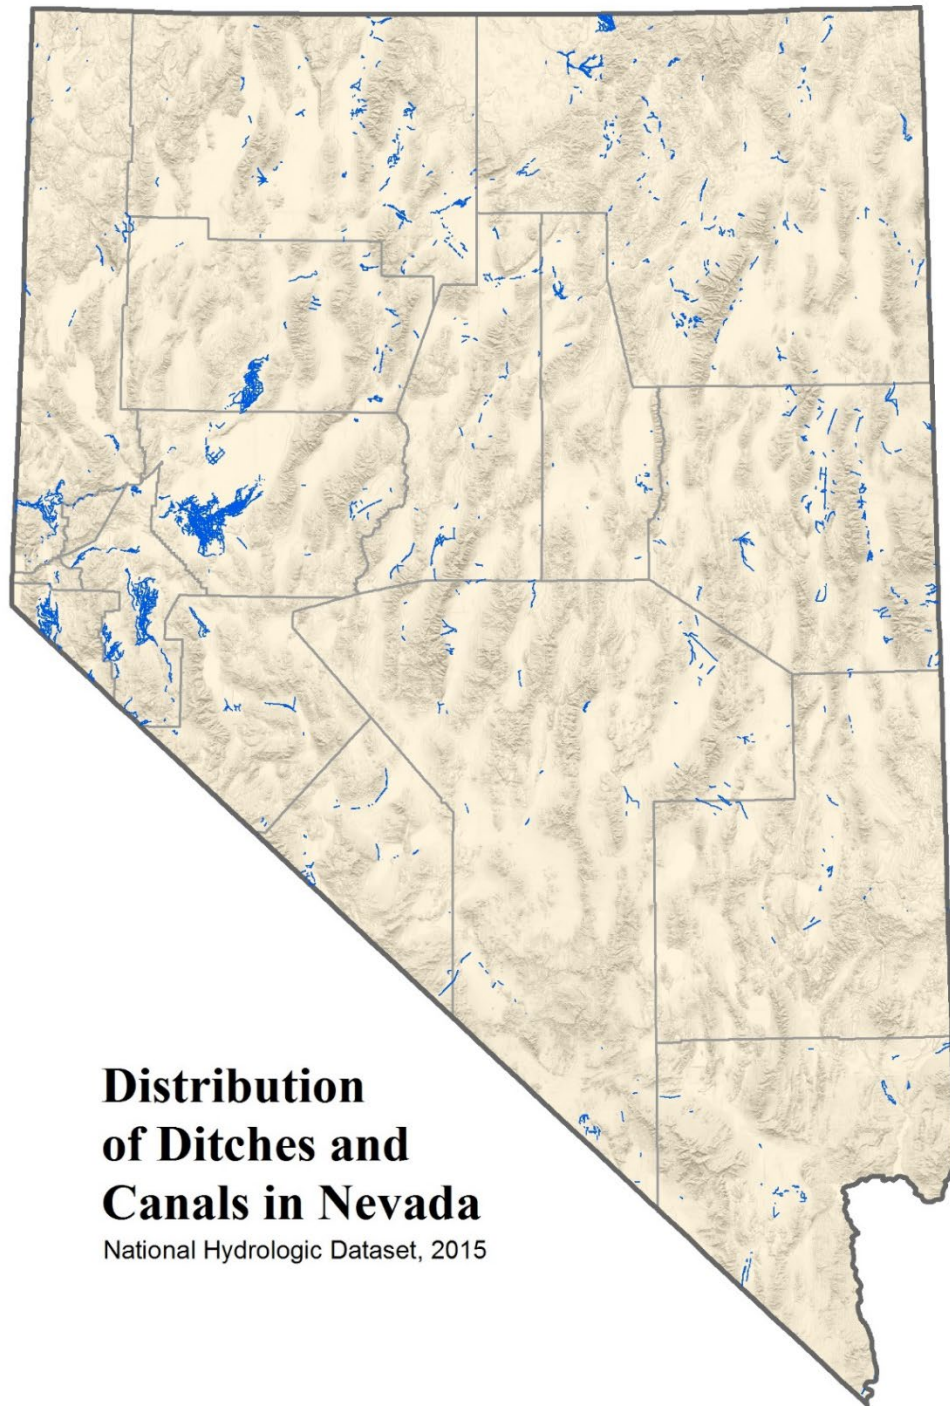 Distribution
of Ditches and
Canals in Nevada
National Hydrologic Dataset, 2015